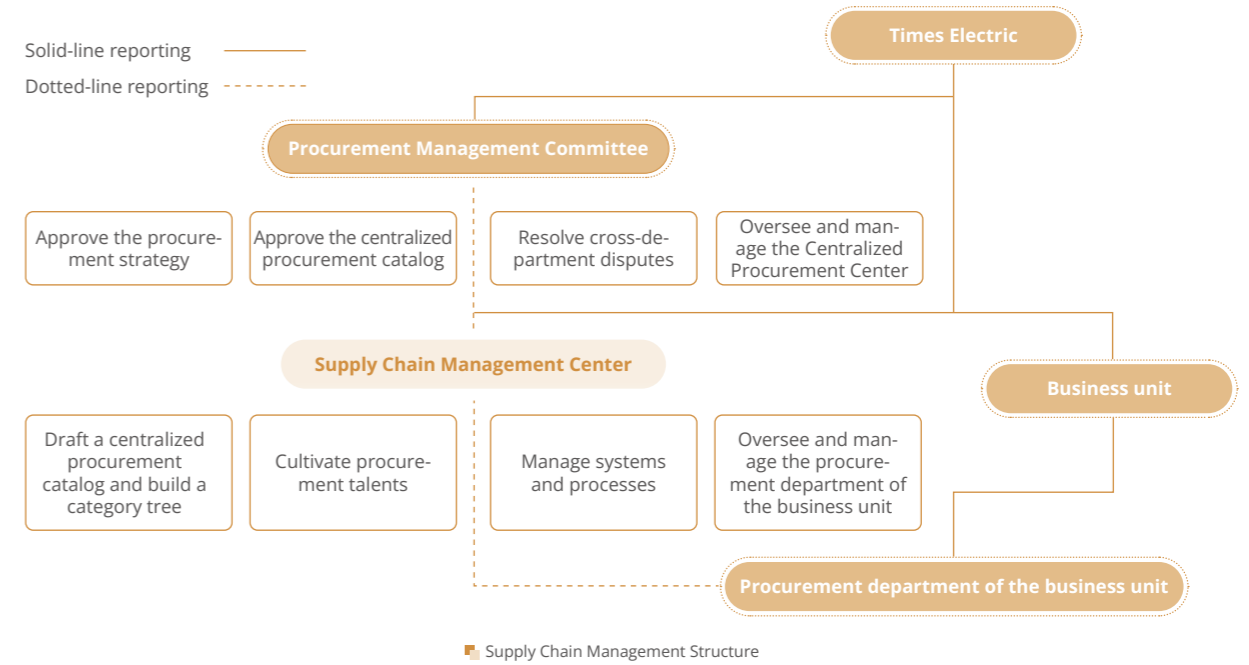 Solid-line reporting
Dotted-line reporting
Times Electric
Procurement Management Committee
Approve the procure-
ment strategy
Approve the centralized
procurement catalog
Resolve cross-de-
partment disputes
Oversee and man-
age the Centralized
Procurement Center
Supply Chain Management Center
Business unit
Draft a centralized
procurement
catalog and build a
category tree
Cultivate procure-
ment talents
Manage systems
and processes
Oversee and man-
age the procure-
ment department of
the business unit
Procurement department of the business unit
Supply Chain Management Structure